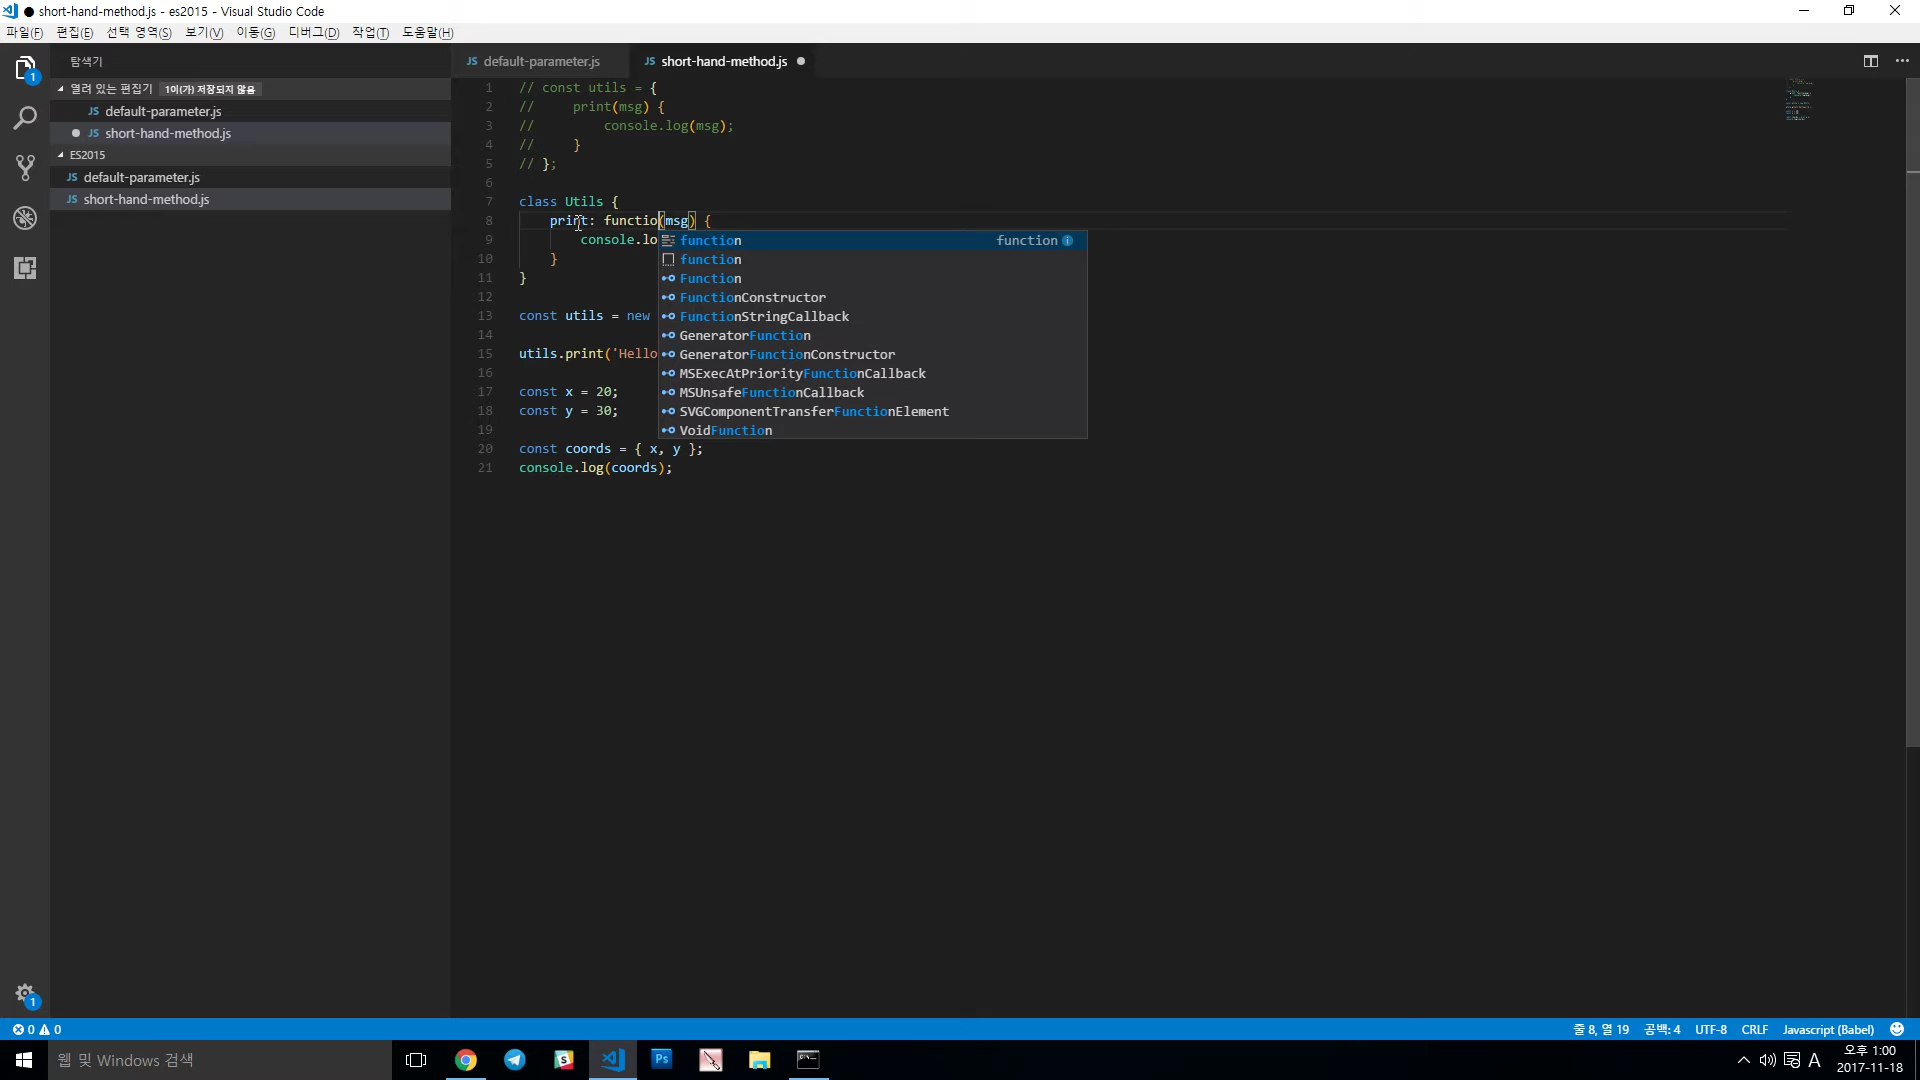 short-hand-method.js - es2015 - Visual Studio Code
파일(F) 편집(E) 선택 영역(S) 보기(V) 이동(G) 디버그(D) 작업(T) 도움말(H)
탐색기
열려 있는 편집기 1이(가) 저장되지 않음
JS default-parameter.js
JS short-hand-method.js
ES2015
JS default-parameter.js
JS short-hand-method.js
1
1
JS default-parameter.js
JS short-hand-method.js
1 // const utils = {
2 //     print(msg) {
3 //         console.log(msg);
4 //     }
5 // };
6
7 class Utils {
8     print: functio(msg) {
9         console.lo
10     }
11 }
12
13 const utils = new
14
15 utils.print('Hello
16
17 const x = 20;
18 const y = 30;
19
20 const coords = { x, y };
21 console.log(coords);
function function
function
Function
FunctionConstructor
FunctionStringCallback
GeneratorFunction
GeneratorFunctionConstructor
MSExecAtPriorityFunctionCallback
MSUnsafeFunctionCallback
SVGComponentTransferFunctionElement
VoidFunction
0 0
줄 8, 열 19 공백: 4 UTF-8 CRLF Javascript (Babel)
웹 및 Windows 검색
Ps
A
오후 1:00
2017-11-18